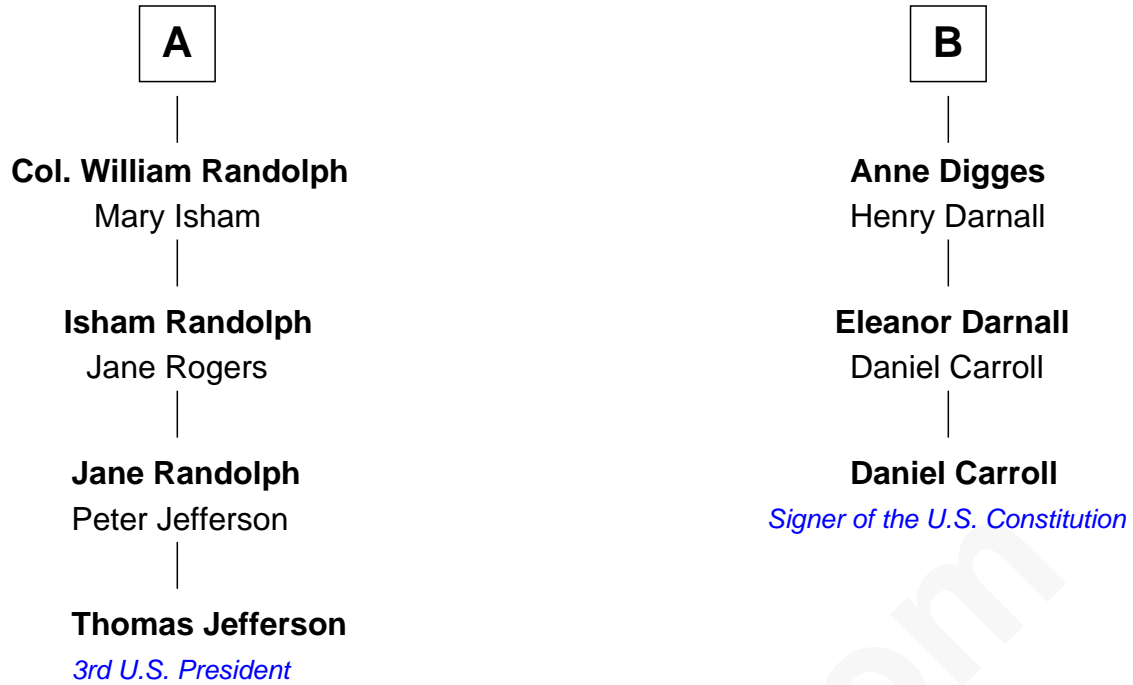 A
Col. William Randolph
Mary Isham
Isham Randolph
Jane Rogers
Jane Randolph
Peter Jefferson
Thomas Jefferson
3rd U.S. President
B
Anne Digges
Henry Darnall
Eleanor Darnall
Daniel Carroll
Daniel Carroll
Signer of the U.S. Constitution